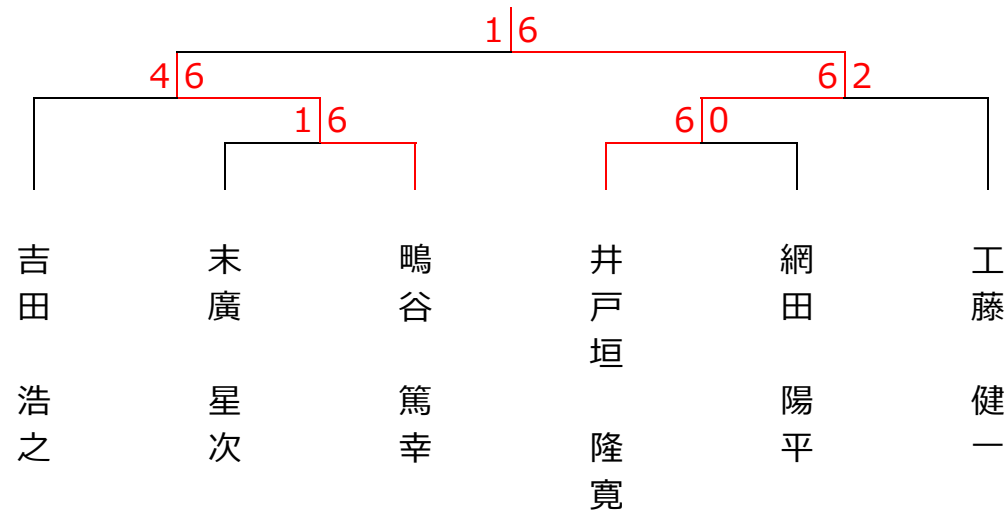 1 6
4 6
6 2
1 6
6 0
吉田 浩之
末廣 星次
鴫谷 篤幸
井戸垣 隆寛
網田 陽平
工藤 健一